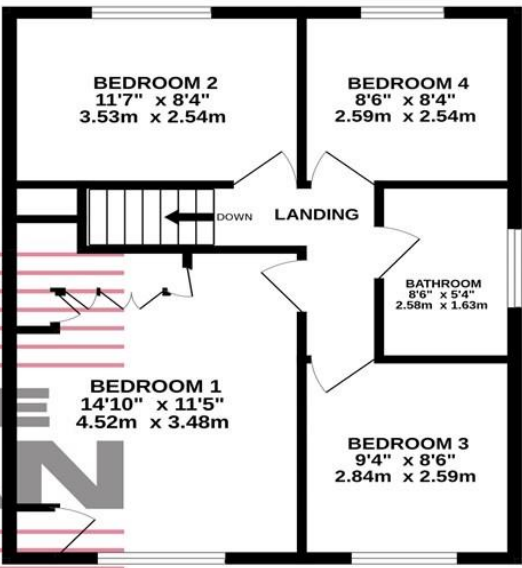 BEDROOM 2
11'7" x 8'4"
3.53m x 2.54m
BEDROOM 4
8'6" x 8'4"
2.59m x 2.54m
DOWN
LANDING
BATHROOM
8'6" x 5'4"
2.58m x 1.63m
BEDROOM 1
14'10" x 11'5"
4.52m x 3.48m
BEDROOM 3
9'4" x 8'6"
2.84m x 2.59m
E
N